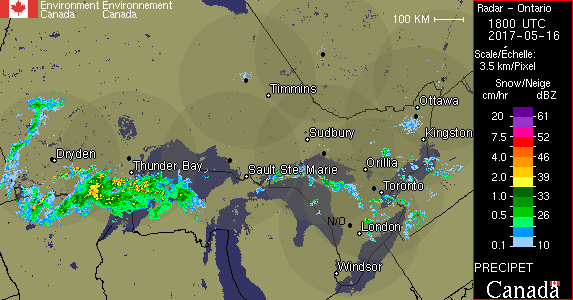 Environment Environnement
Canada Canada
100 KM
Timmins
Ottawa
Sudbury
Kingston
Dryden
Thunder Bay
Sault Ste. Marie
Orillia
Toronto
N/O
London
Windsor
Radar - Ontario
1800 UTC
2017-05-16
Scale/Échelle:
3.5 km/Pixel
Snow/Neige
cm/hr dBZ
20 61
7.5 52
4.0 46
2.0 39
1.0 33
0.5 26
0.1 10
PRECIPET
Canada